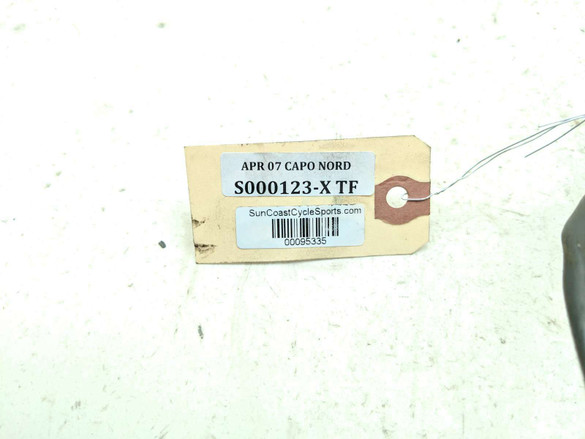 APR 07 CAPO NORD
S000123-X TF
SunCoastCycleSports.com
00095335